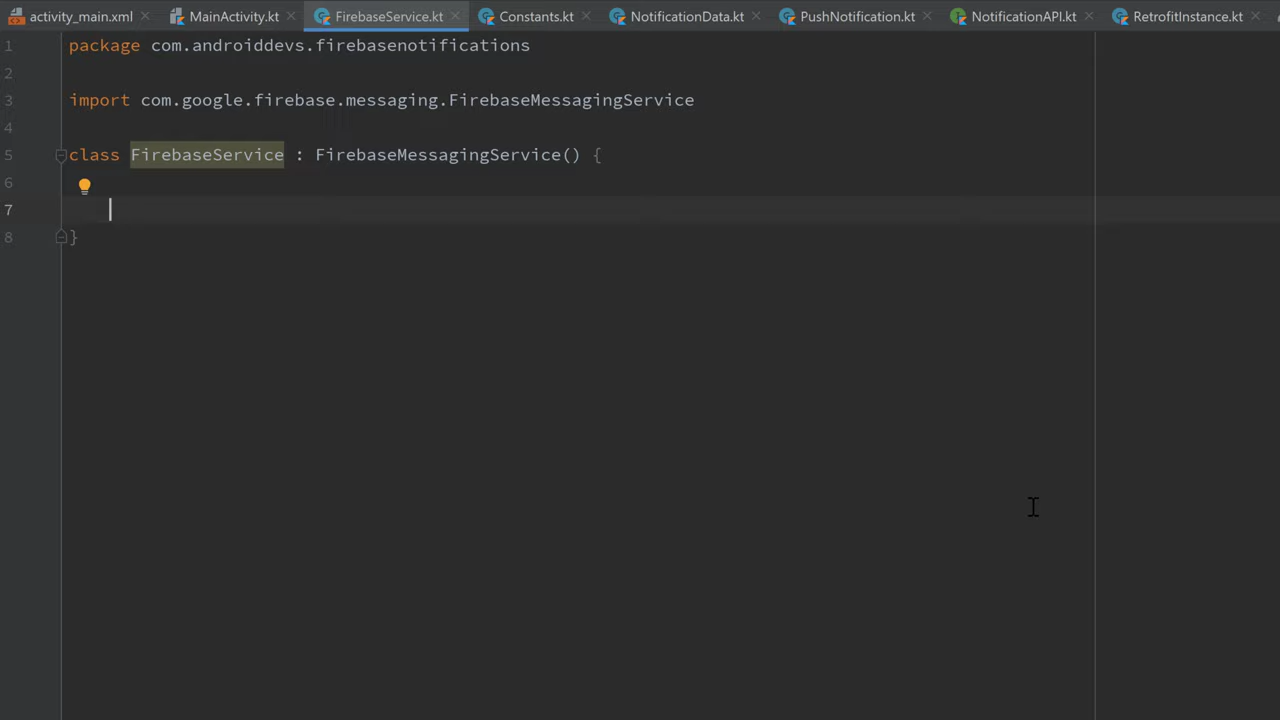 activity_main.xml MainActivity.kt FirebaseService.kt Constants.kt NotificationData.kt PushNotification.kt NotificationAPI.kt RetrofitInstance.kt
1 package com.androiddevs.firebasenotifications
2
3 import com.google.firebase.messaging.FirebaseMessagingService
4
5 class FirebaseService : FirebaseMessagingService() {
6
7
8 }